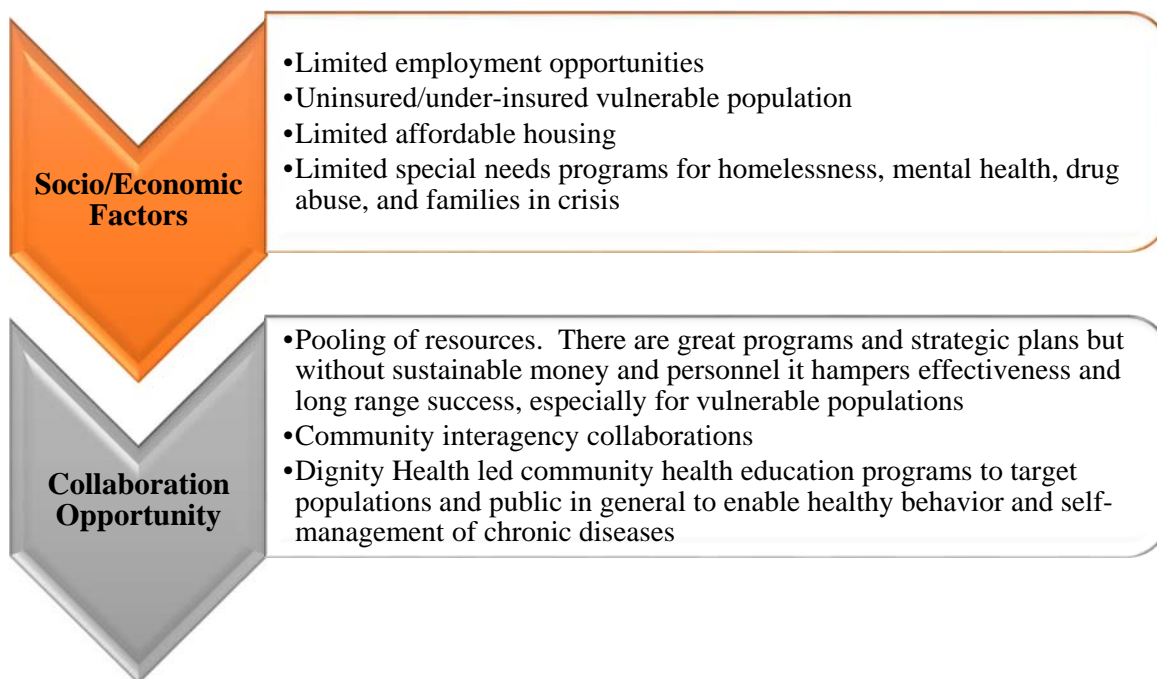 Socio/Economic
Factors
•Limited employment opportunities
•Uninsured/under-insured vulnerable population
•Limited affordable housing
•Limited special needs programs for homelessness, mental health, drug
abuse, and families in crisis
Collaboration
Opportunity
•Pooling of resources.  There are great programs and strategic plans but
without sustainable money and personnel it hampers effectiveness and
long range success, especially for vulnerable populations
•Community interagency collaborations
•Dignity Health led community health education programs to target
populations and public in general to enable healthy behavior and self-
management of chronic diseases